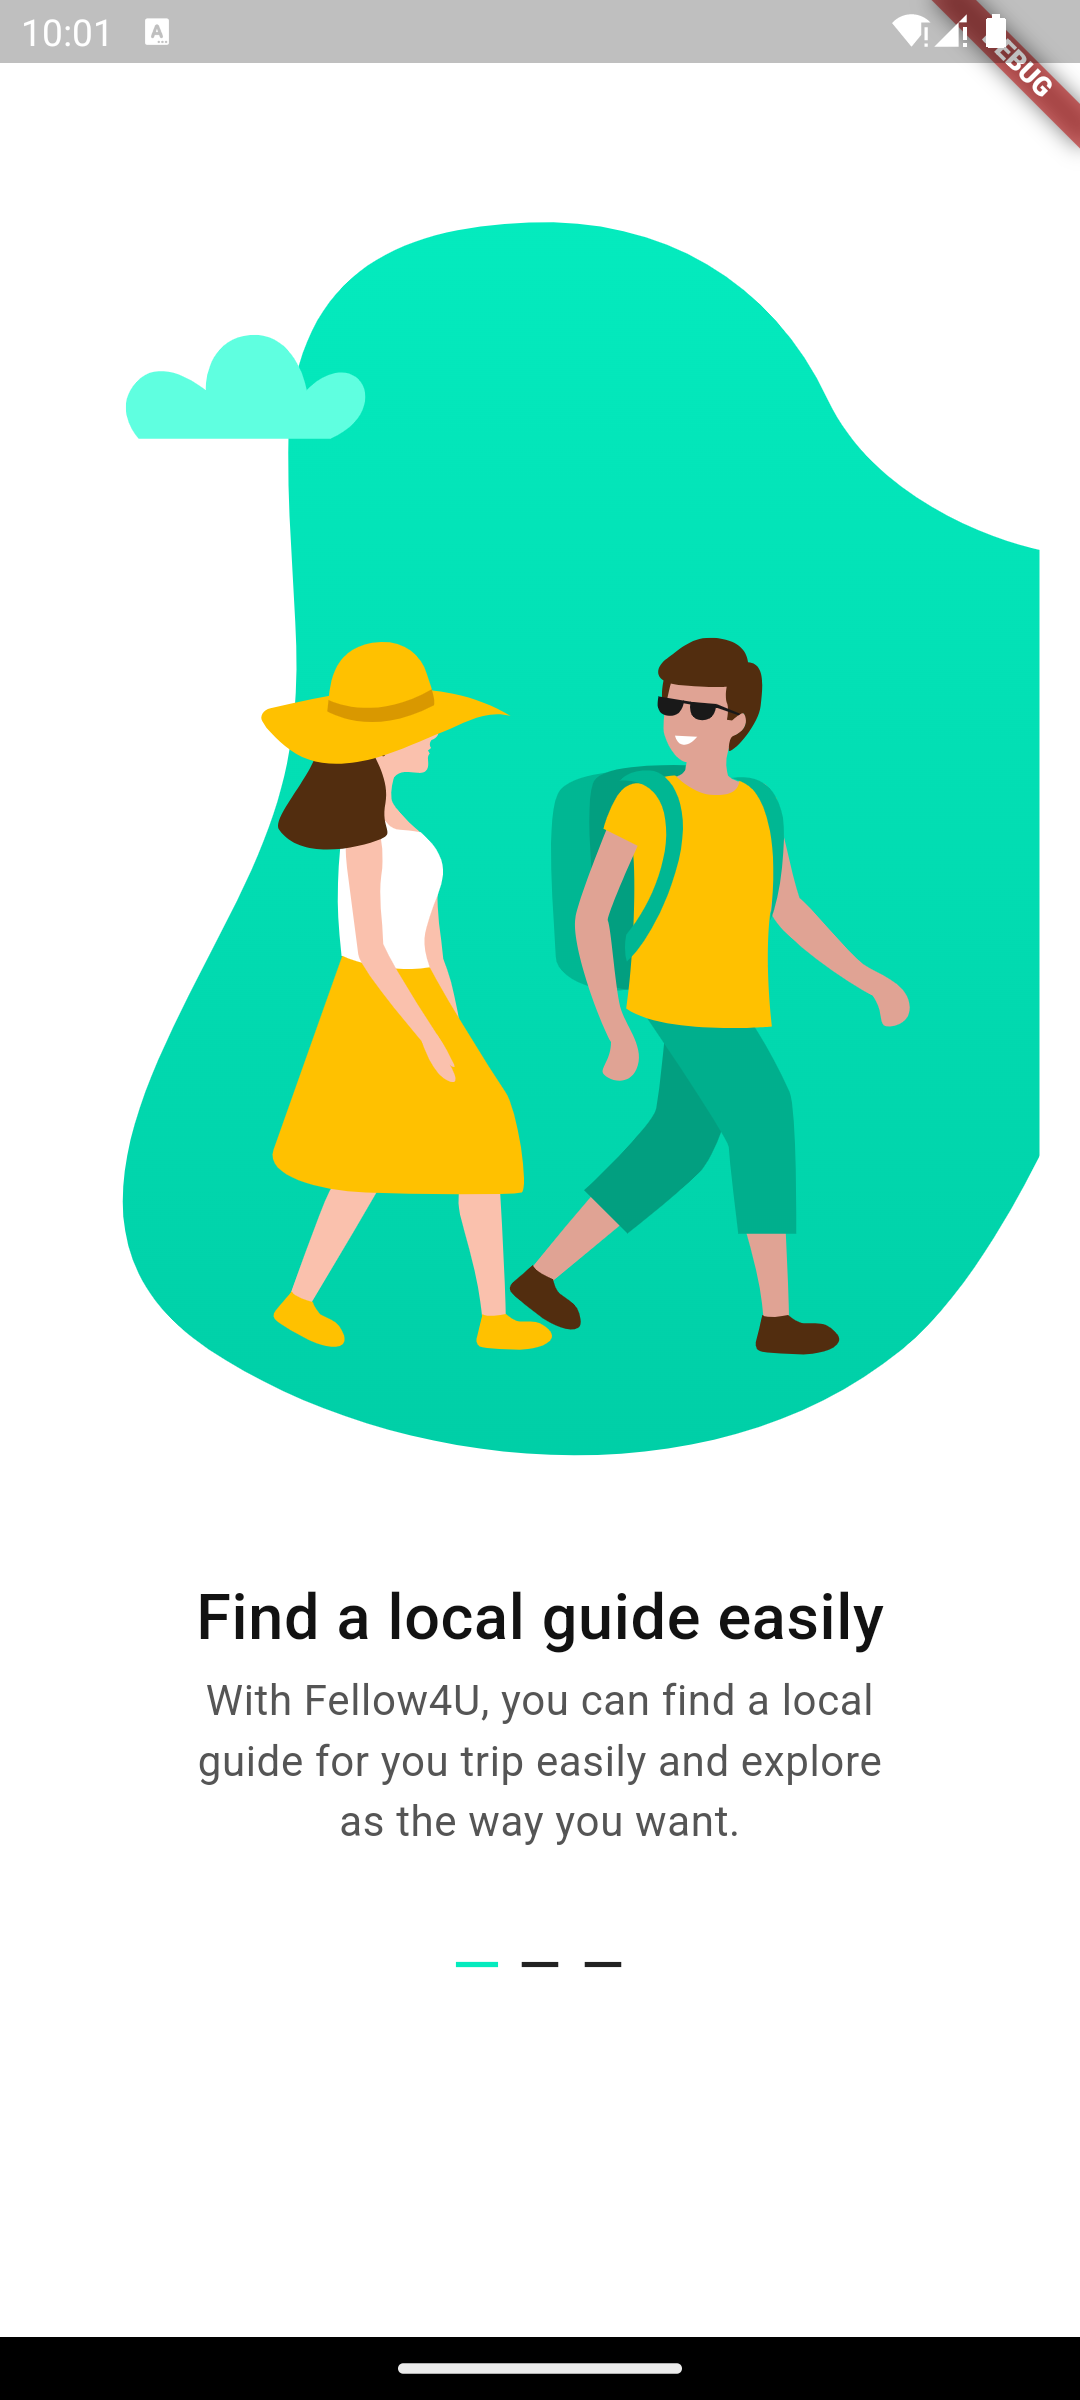 10:01
A
DEBUG
Find a local guide easily
With Fellow4U, you can find a local
guide for you trip easily and explore
as the way you want.